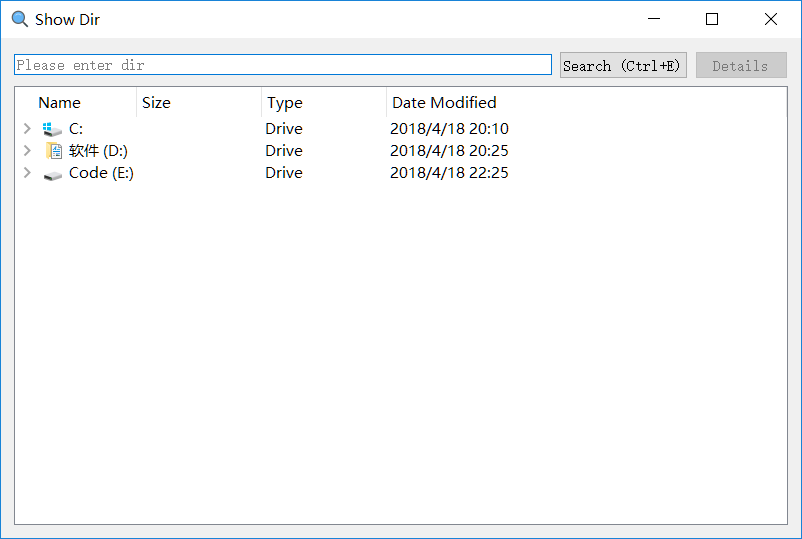 Show Dir
Please enter dir Search (Ctrl+E) Details
Name Size Type Date Modified
C: Drive 2018/4/18 20:10
软件 (D:) Drive 2018/4/18 20:25
Code (E:) Drive 2018/4/18 22:25